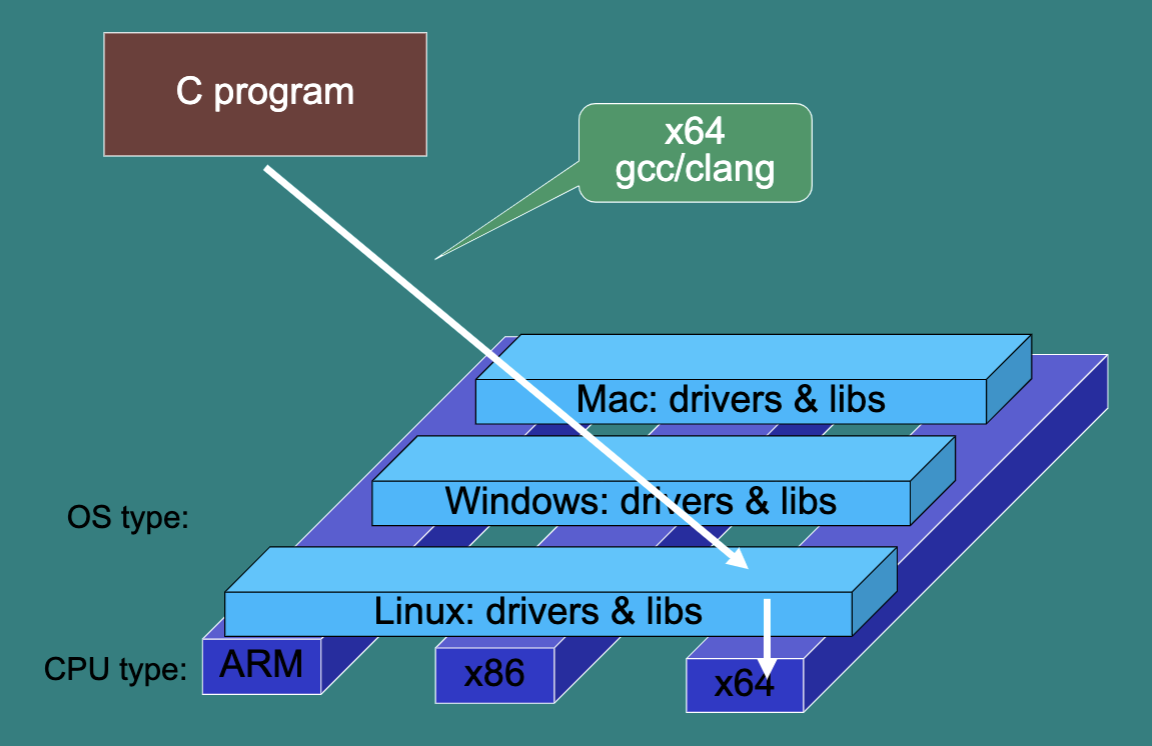 C program
x64
gcc/clang
Mac: drivers & libs
Windows: drivers & libs
OS type:
Linux: drivers & libs
CPU type:
ARM
x86
x64